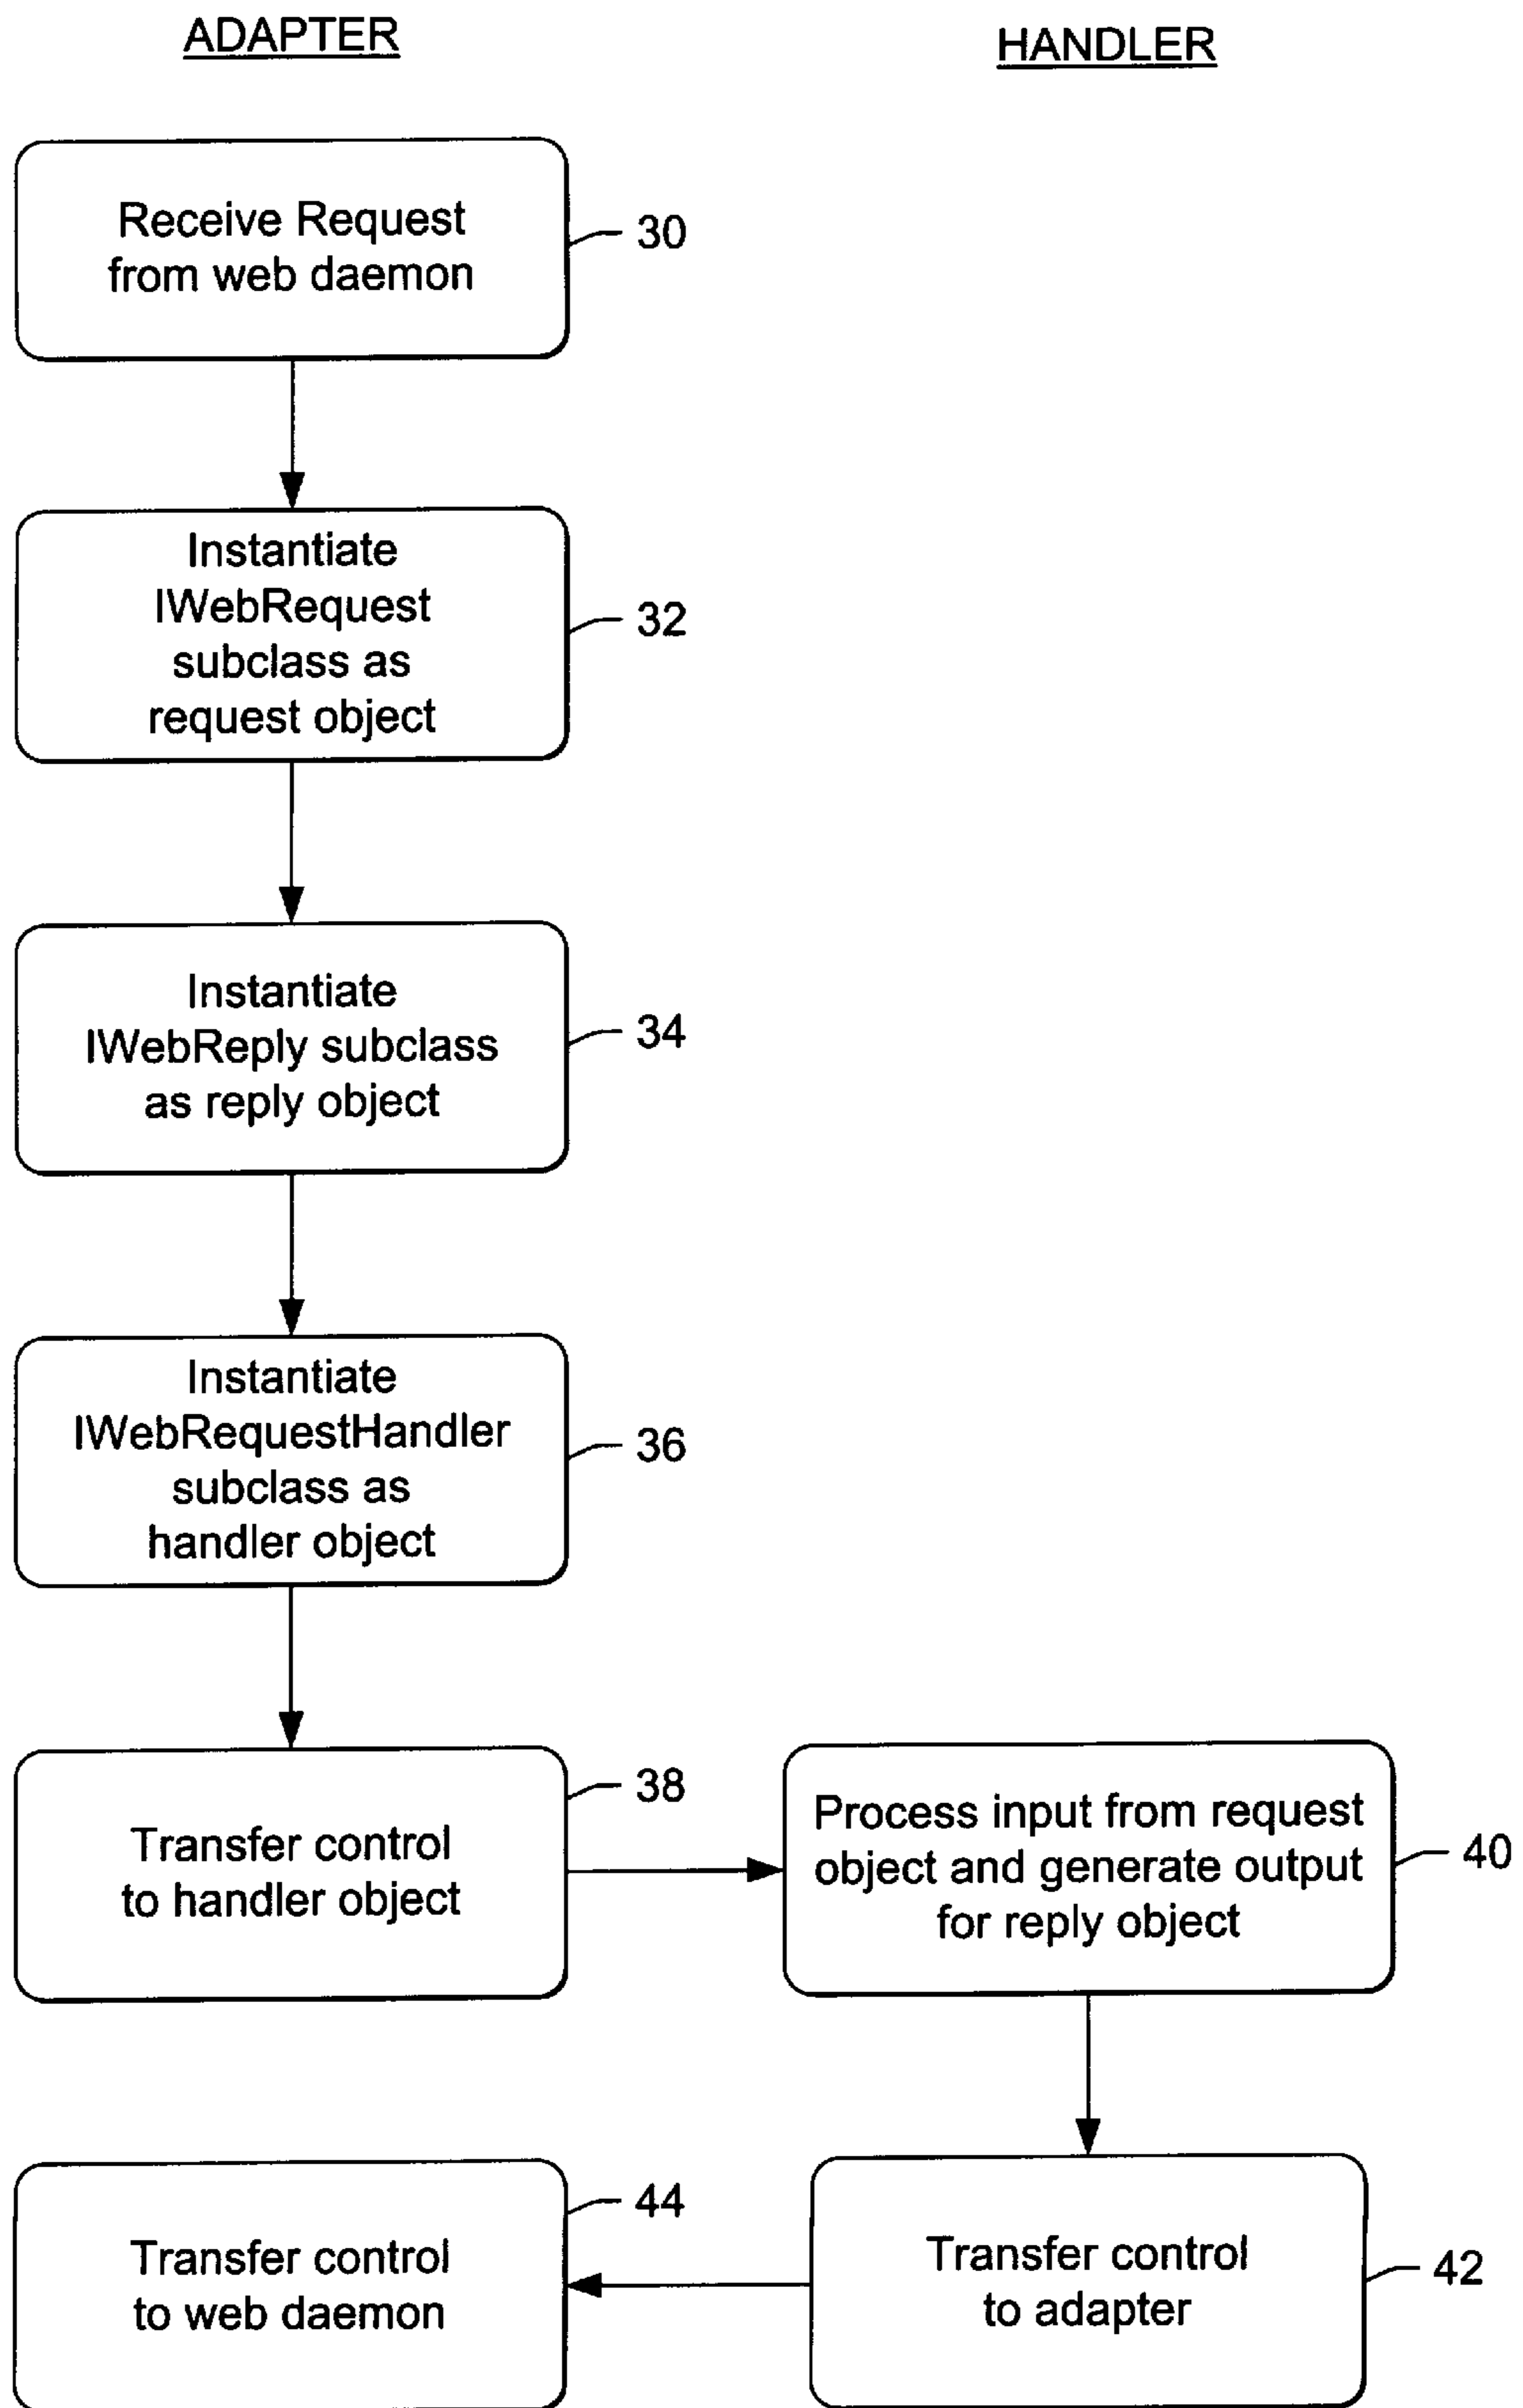 ADAPTER
HANDLER
Receive Request
from web daemon
30
Instantiate
IWebRequest
subclass as
request object
32
Instantiate
IWebReply subclass
as reply object
34
Instantiate
IWebRequestHandler
subclass as
handler object
36
Transfer control
to handler object
38
Process input from request
object and generate output
for reply object
40
Transfer control
to web daemon
44
Transfer control
to adapter
42